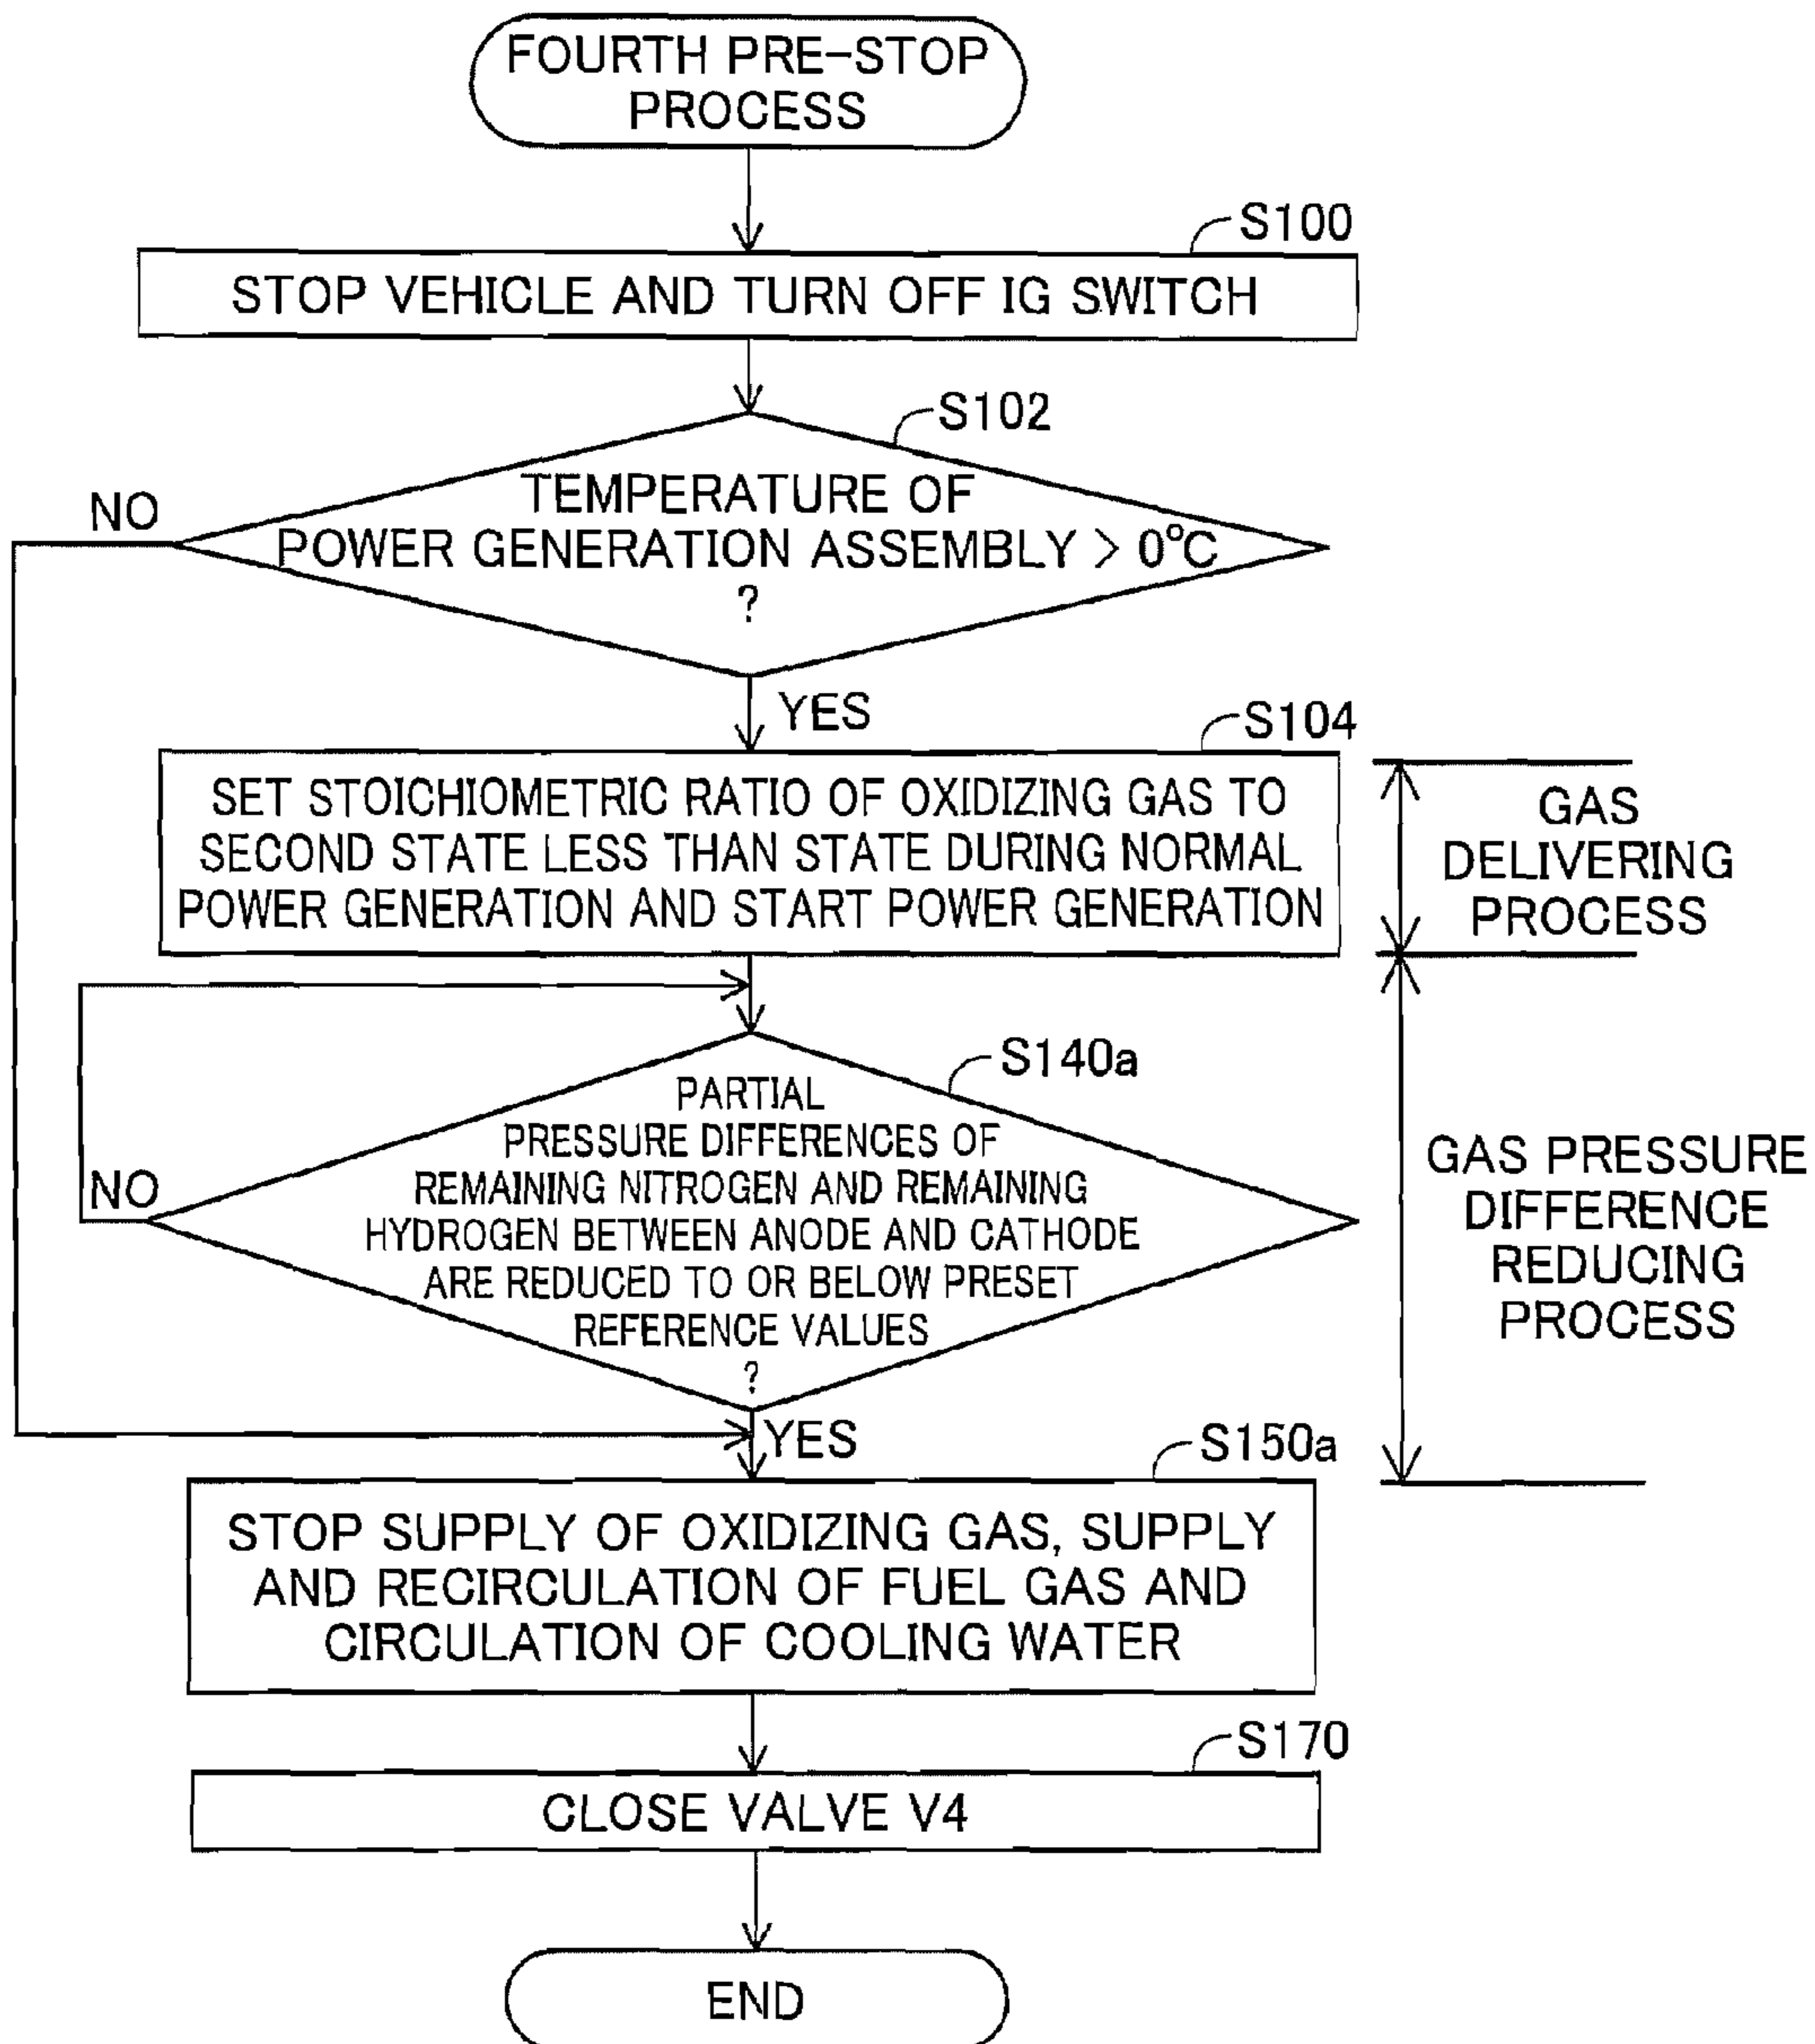 FOURTH PRE-STOP
PROCESS
S100
STOP VEHICLE AND TURN OFF IG SWITCH
S102
TEMPERATURE OF
POWER GENERATION ASSEMBLY > 0°C
?
NO
YES
S104
SET STOICHIOMETRIC RATIO OF OXIDIZING GAS TO
SECOND STATE LESS THAN STATE DURING NORMAL
POWER GENERATION AND START POWER GENERATION
GAS
DELIVERING
PROCESS
S140a
PARTIAL
PRESSURE DIFFERENCES OF
REMAINING NITROGEN AND REMAINING
HYDROGEN BETWEEN ANODE AND CATHODE
ARE REDUCED TO OR BELOW PRESET
REFERENCE VALUES
?
NO
YES
GAS PRESSURE
DIFFERENCE
REDUCING
PROCESS
S150a
STOP SUPPLY OF OXIDIZING GAS, SUPPLY
AND RECIRCULATION OF FUEL GAS AND
CIRCULATION OF COOLING WATER
S170
CLOSE VALVE V4
END